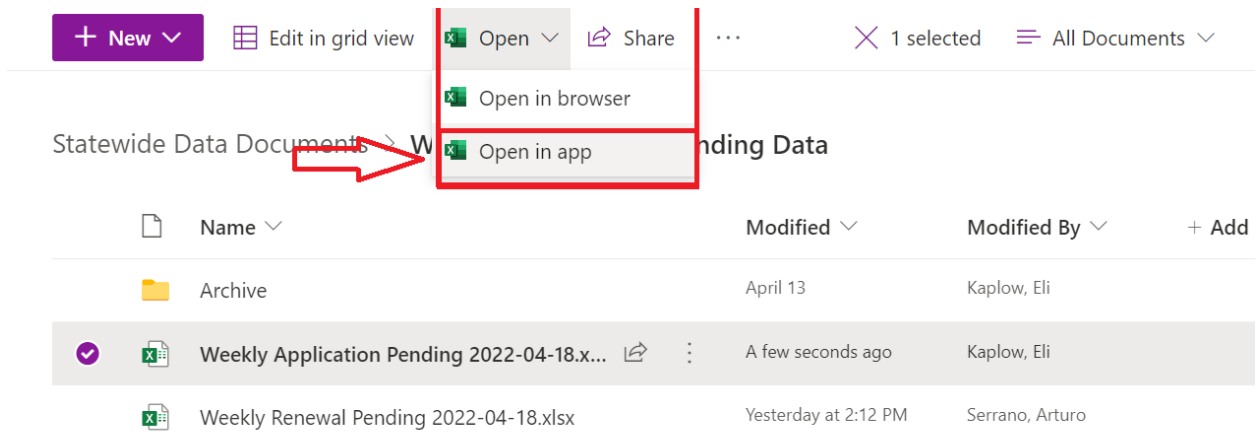 + New Edit in grid view Open Share ... 1 selected All Documents
Open in browser
Statewide Data Documents > W nding Data
Open in app
Name Modified Modified By + Add
Archive April 13 Kaplow, Eli
Weekly Application Pending 2022-04-18.x... A few seconds ago Kaplow, Eli
Weekly Renewal Pending 2022-04-18.xlsx Yesterday at 2:12 PM Serrano, Arturo